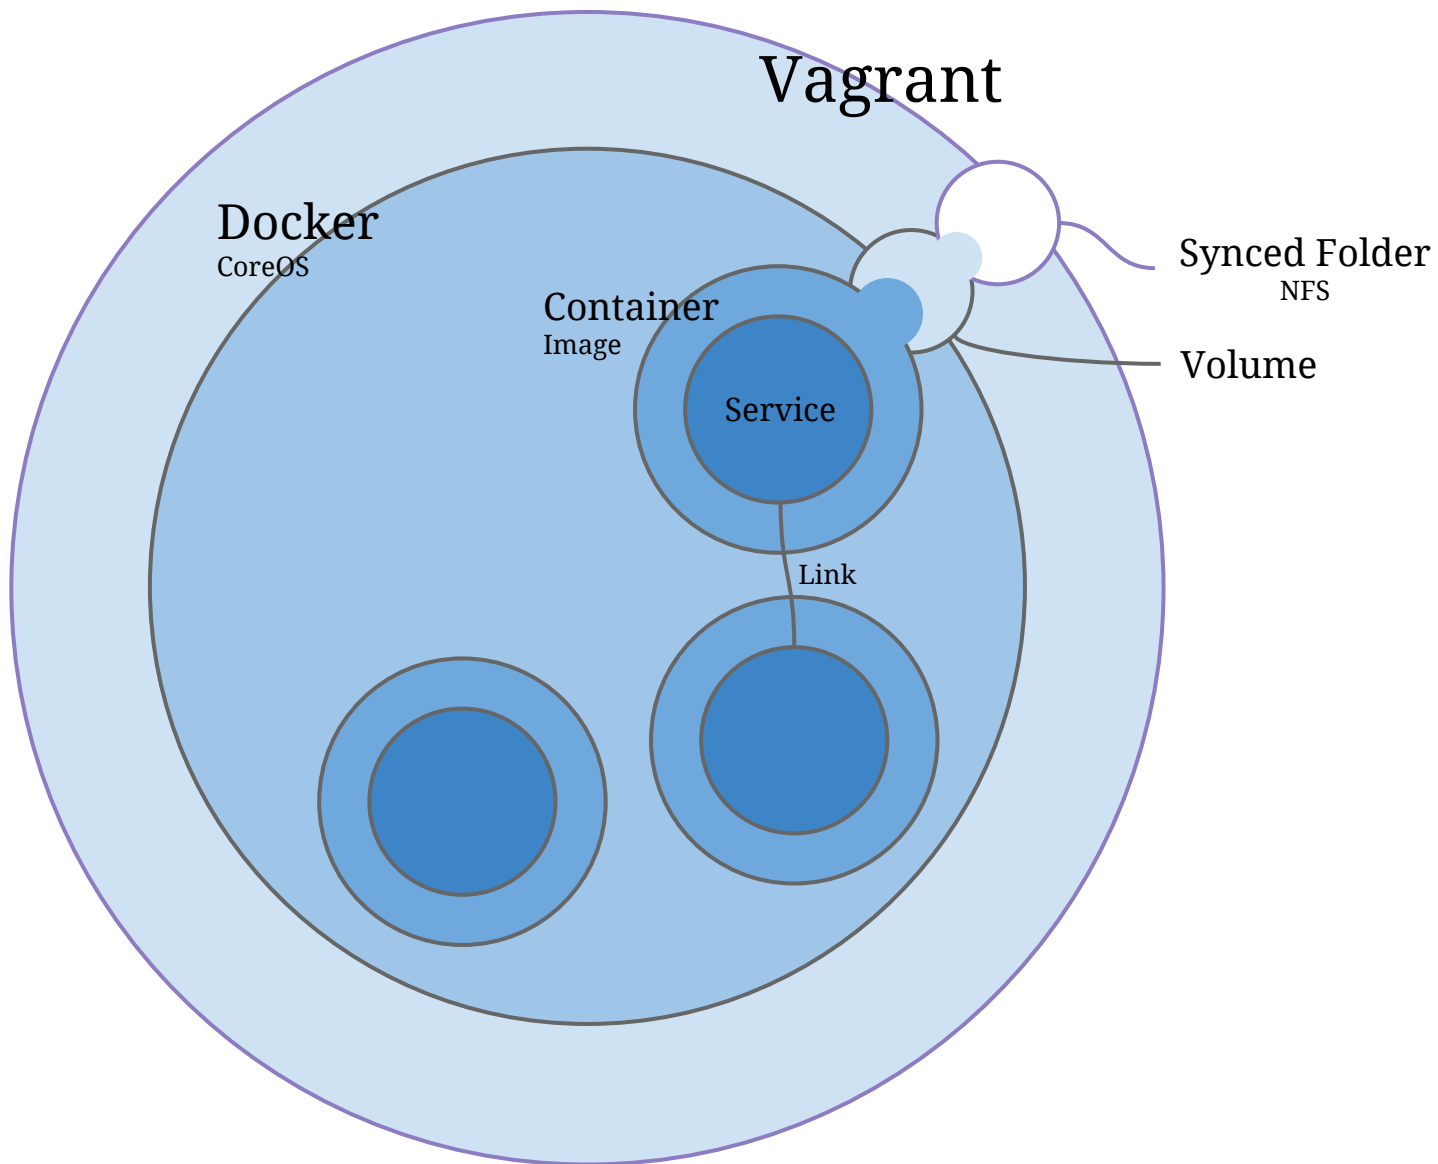 Vagrant
Docker
CoreOS
Synced Folder
NFS
Container
Image
Volume
Service
Link